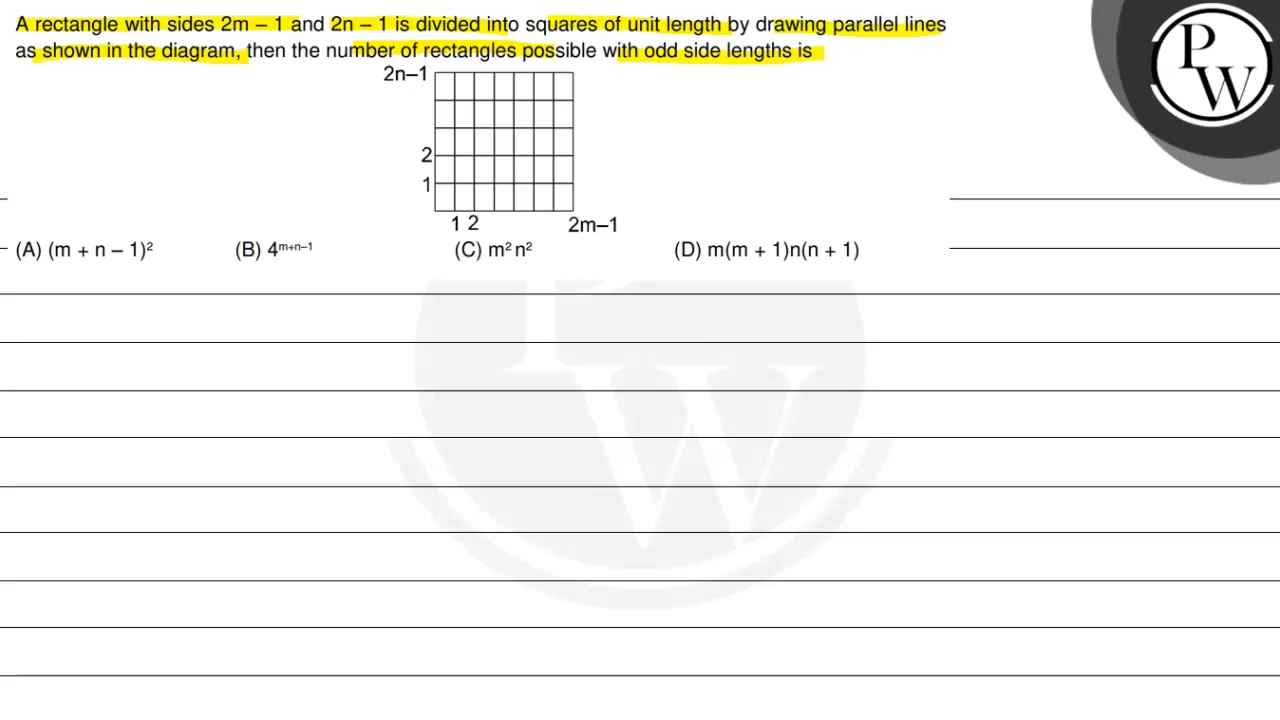 A rectangle with sides 2m – 1 and 2n – 1 is divided into squares of unit length by drawing parallel lines
as shown in the diagram, then the number of rectangles possible with odd side lengths is
2n–1
2
1
1 2
2m–1
(A) (m + n – 1)²
(B) 4ᵐ⁺ⁿ⁻¹
(C) m² n²
(D) m(m + 1)n(n + 1)
P
W